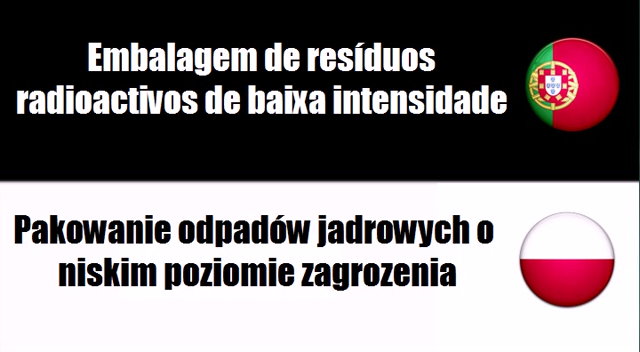 Embalagem de resíduos
radioactivos de baixa intensidade
Pakowanie odpadów jadrowych o
niskim poziomie zagrozenia